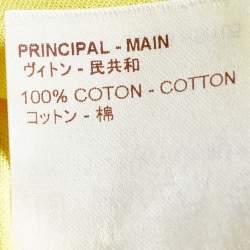 PRINCIPAL - MAIN
ヴィトン - 民共和
100% COTON - COTTON
コットン - 棉